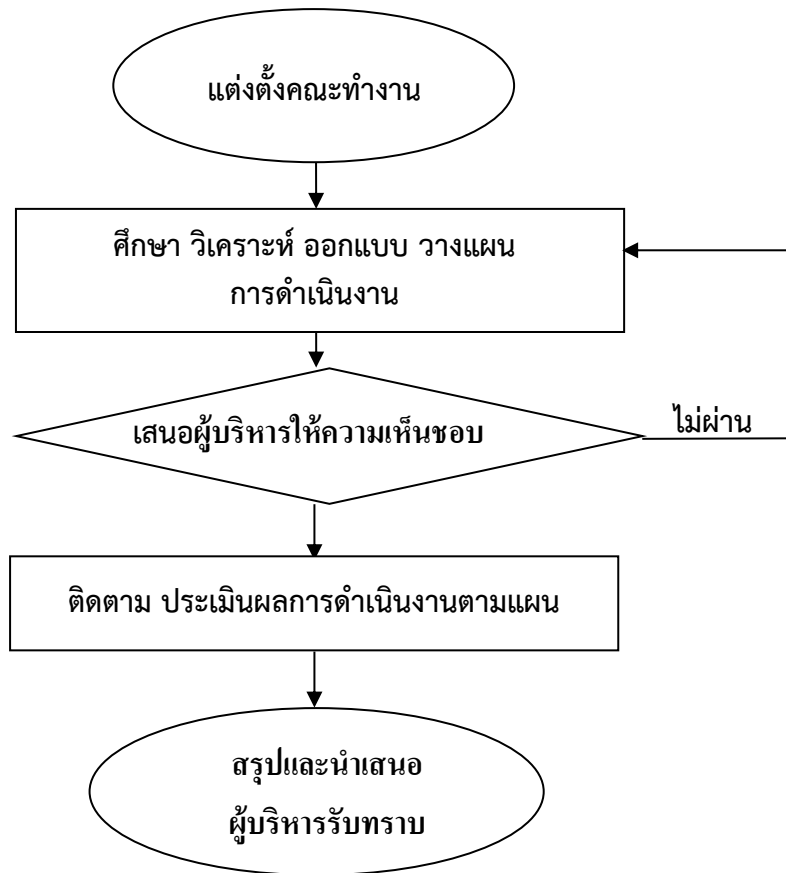 แต่งตั้งคณะทำงาน
ศึกษา วิเคราะห์ ออกแบบ วางแผน
การดำเนินงาน
เสนอผู้บริหารให้ความเห็นชอบ
ไม่ผ่าน
ติดตาม ประเมินผลการดำเนินงานตามแผน
สรุปและนำเสนอ
ผู้บริหารรับทราบ